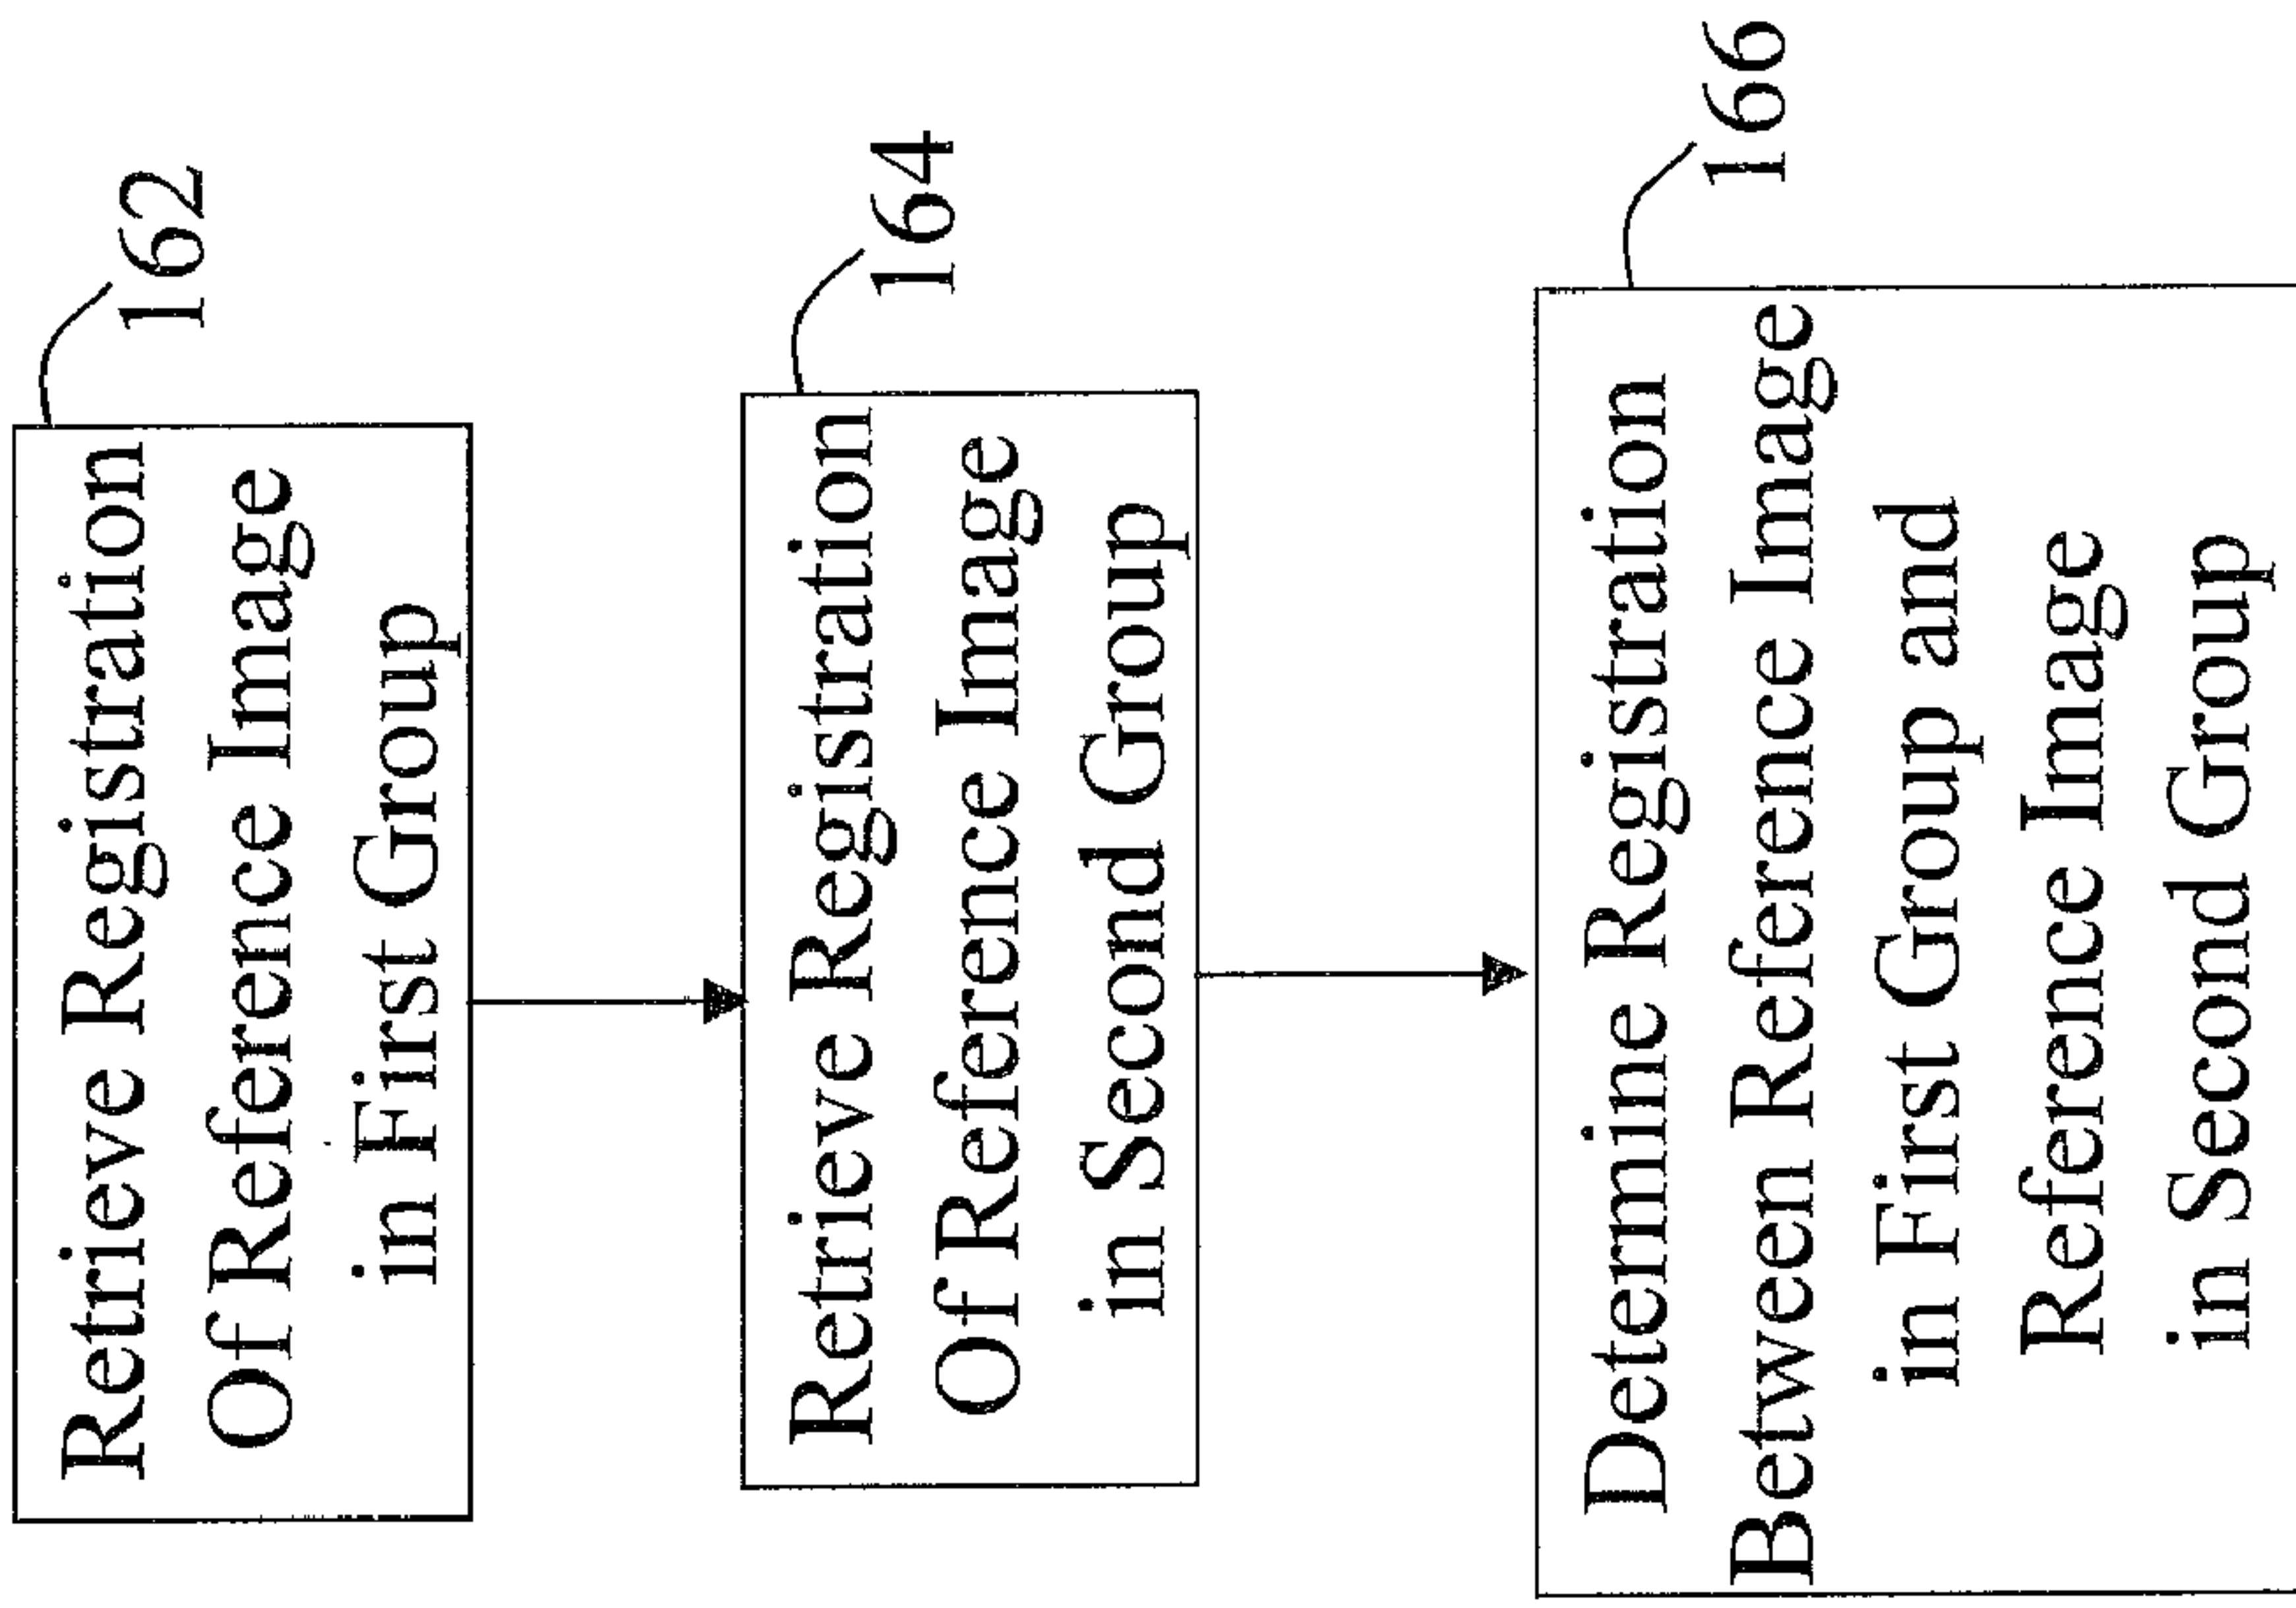 Retrieve Registration
Of Reference Image
in First Group
162
Retrieve Registration
Of Reference Image
in Second Group
164
Determine Registration
Between Reference Image
in First Group and
Reference Image
in Second Group
166